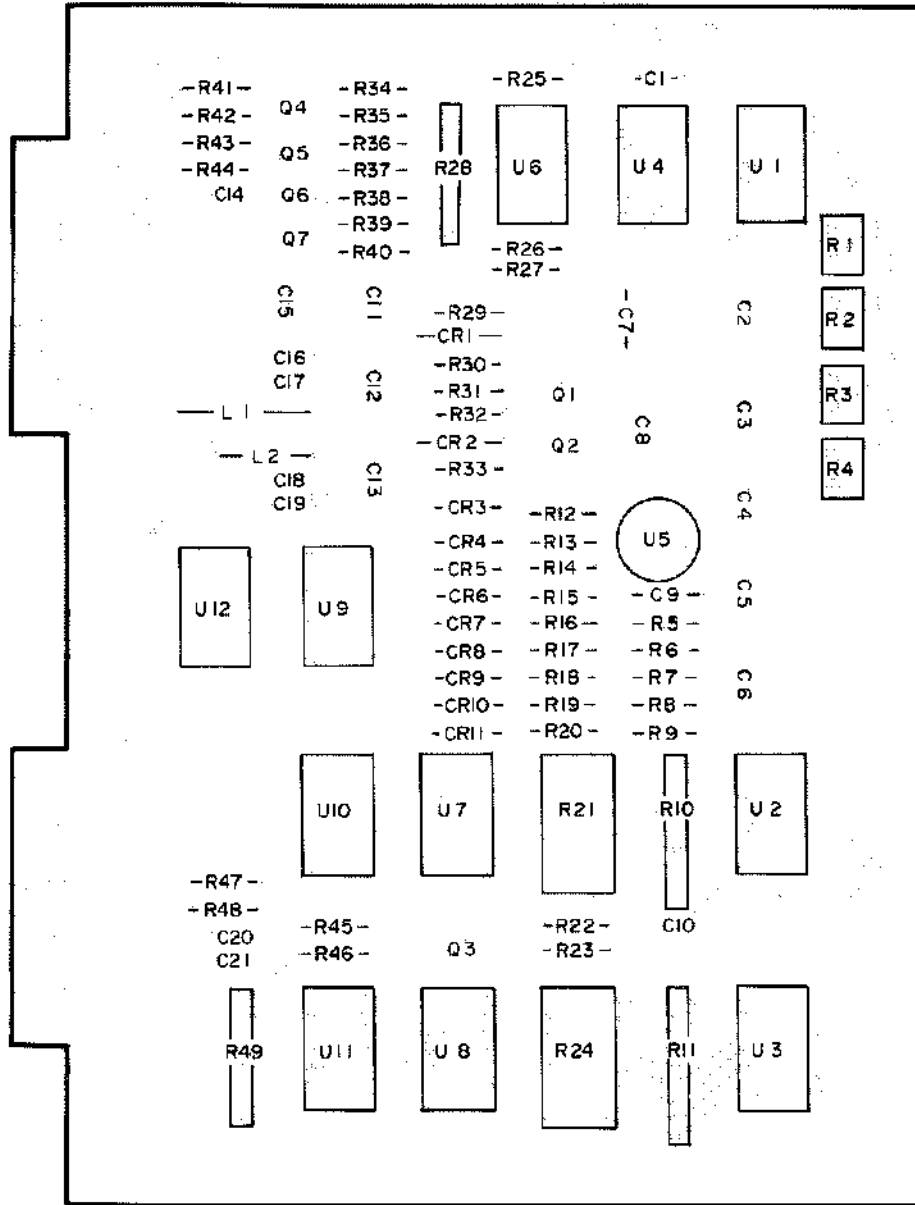 -R41-
-R42-
-R43-
-R44-
C14
Q4
Q5
Q6
Q7
-R34-
-R35-
-R36-
-R37-
-R38-
-R39-
-R40-
R28
-R25-
U6
-R26-
-R27-
-C1-
U4
U1
R1
R2
R3
R4
C15
C11
C16
C17
C12
— L1 —
— L2 —
C18
C19
C13
-R29-
—CR1—
-R30-
-R31-
-R32-
—CR2—
-R33-
-CR3-
-CR4-
-CR5-
-CR6-
-CR7-
-CR8-
-CR9-
-CR10-
-CR11-
-C7-
Q1
Q2
C8
C2
C3
C4
C5
C6
-R12-
-R13-
-R14-
-R15-
-R16-
-R17-
-R18-
-R19-
-R20-
U5
-C9-
-R5-
-R6-
-R7-
-R8-
-R9-
U12
U9
U10
U7
R21
R10
U2
-R47-
-R48-
C20
C21
-R45-
-R46-
Q3
-R22-
-R23-
C10
R49
U11
U8
R24
R11
U3